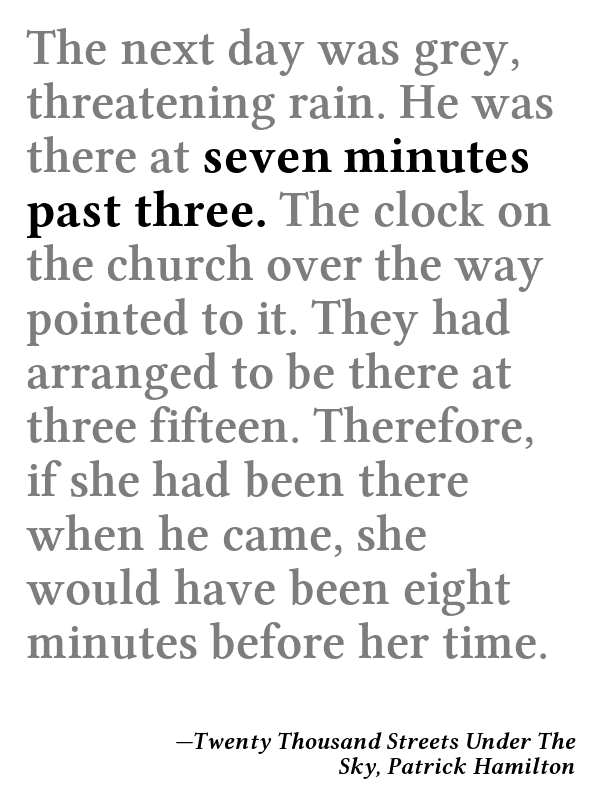 The next day was grey,
threatening rain. He was
there at seven minutes
past three. The clock on
the church over the way
pointed to it. They had
arranged to be there at
three fifteen. Therefore,
if she had been there
when he came, she
would have been eight
minutes before her time.
—Twenty Thousand Streets Under The
Sky, Patrick Hamilton